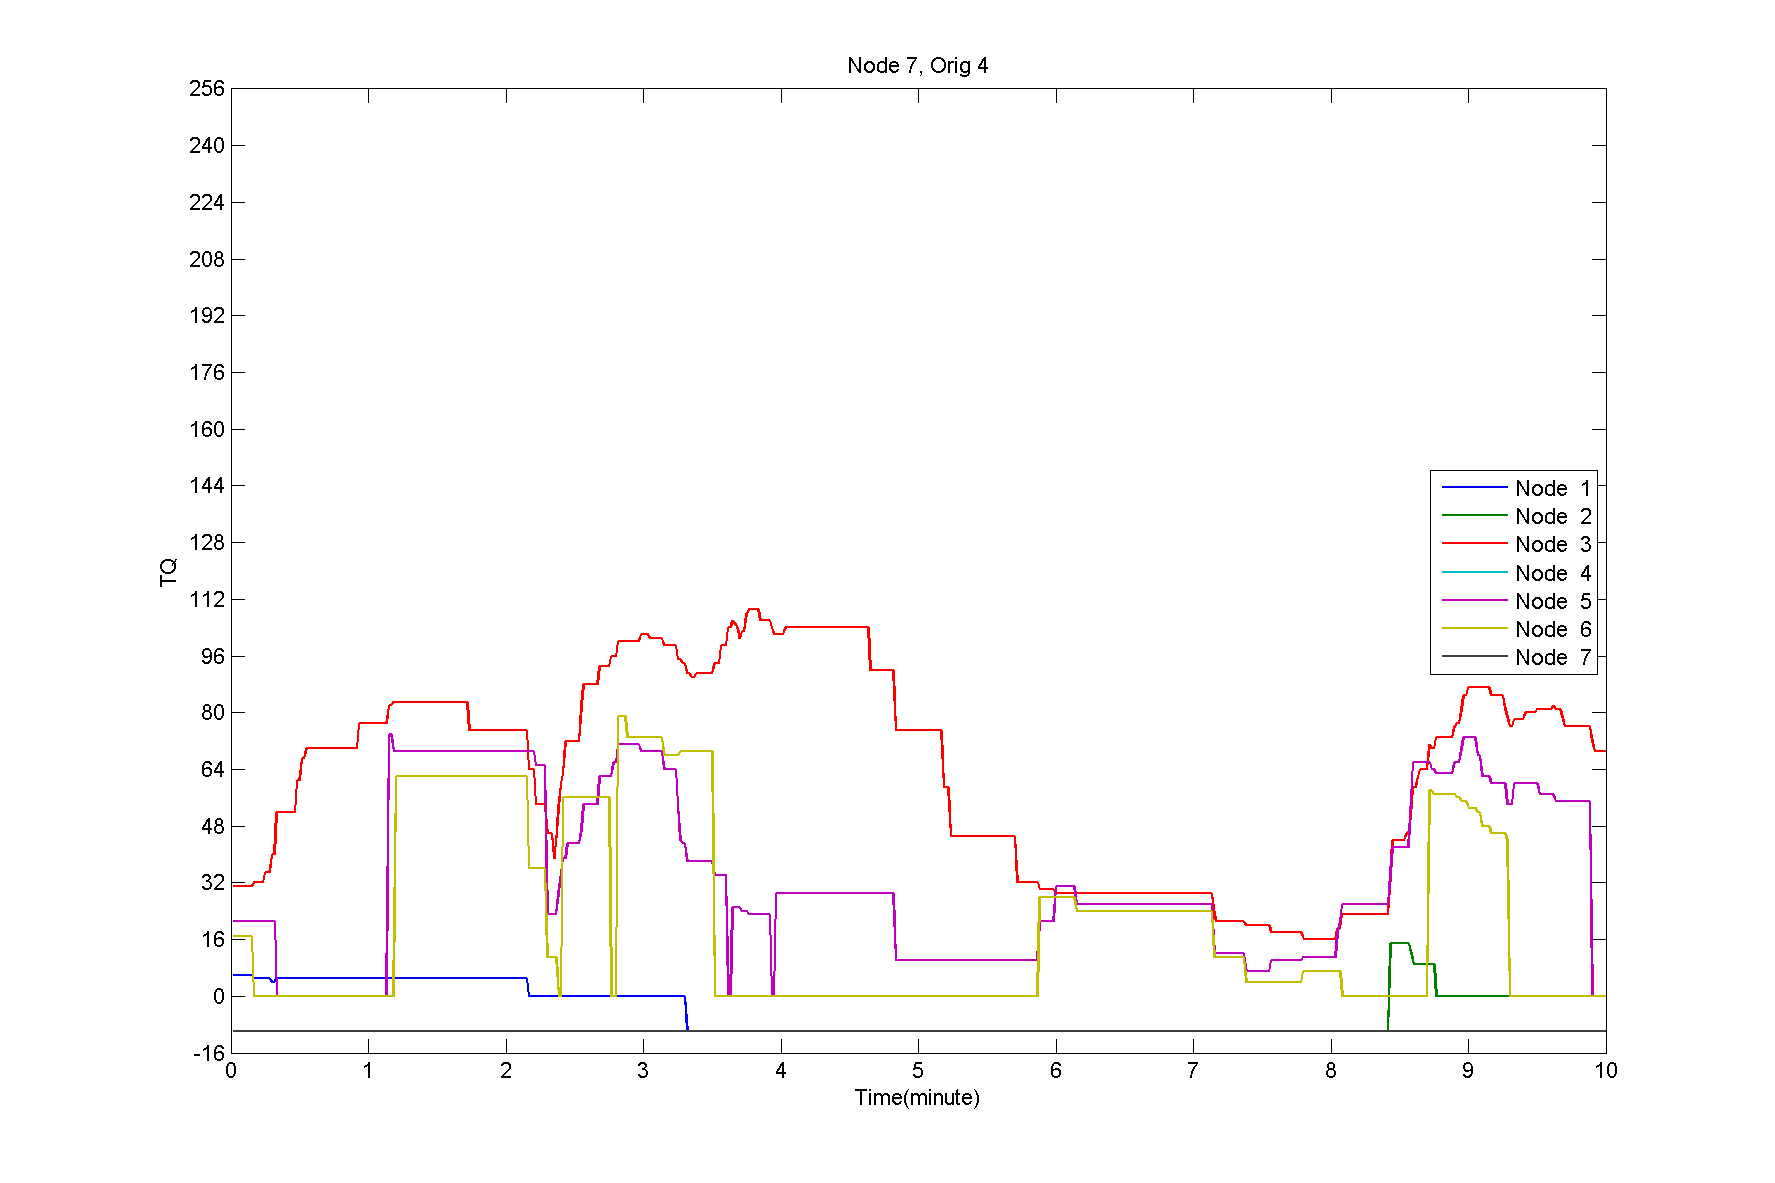 Node 7, Orig 4
256
240
224
208
192
176
160
144
128
112
96
80
64
48
32
16
0
-16
TQ
Node 1
Node 2
Node 3
Node 4
Node 5
Node 6
Node 7
0 1 2 3 4 5 6 7 8 9 10
Time(minute)